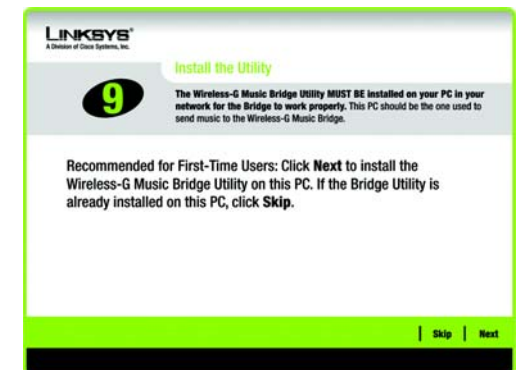 LINKSYS®
A Division of Cisco Systems, Inc.
Install the Utility
9
The Wireless-G Music Bridge Utility MUST BE installed on your PC in your
network for the Bridge to work properly. This PC should be the one used to
send music to the Wireless-G Music Bridge.
Recommended for First-Time Users: Click Next to install the
Wireless-G Music Bridge Utility on this PC. If the Bridge Utility is
already installed on this PC, click Skip.
Skip | Next